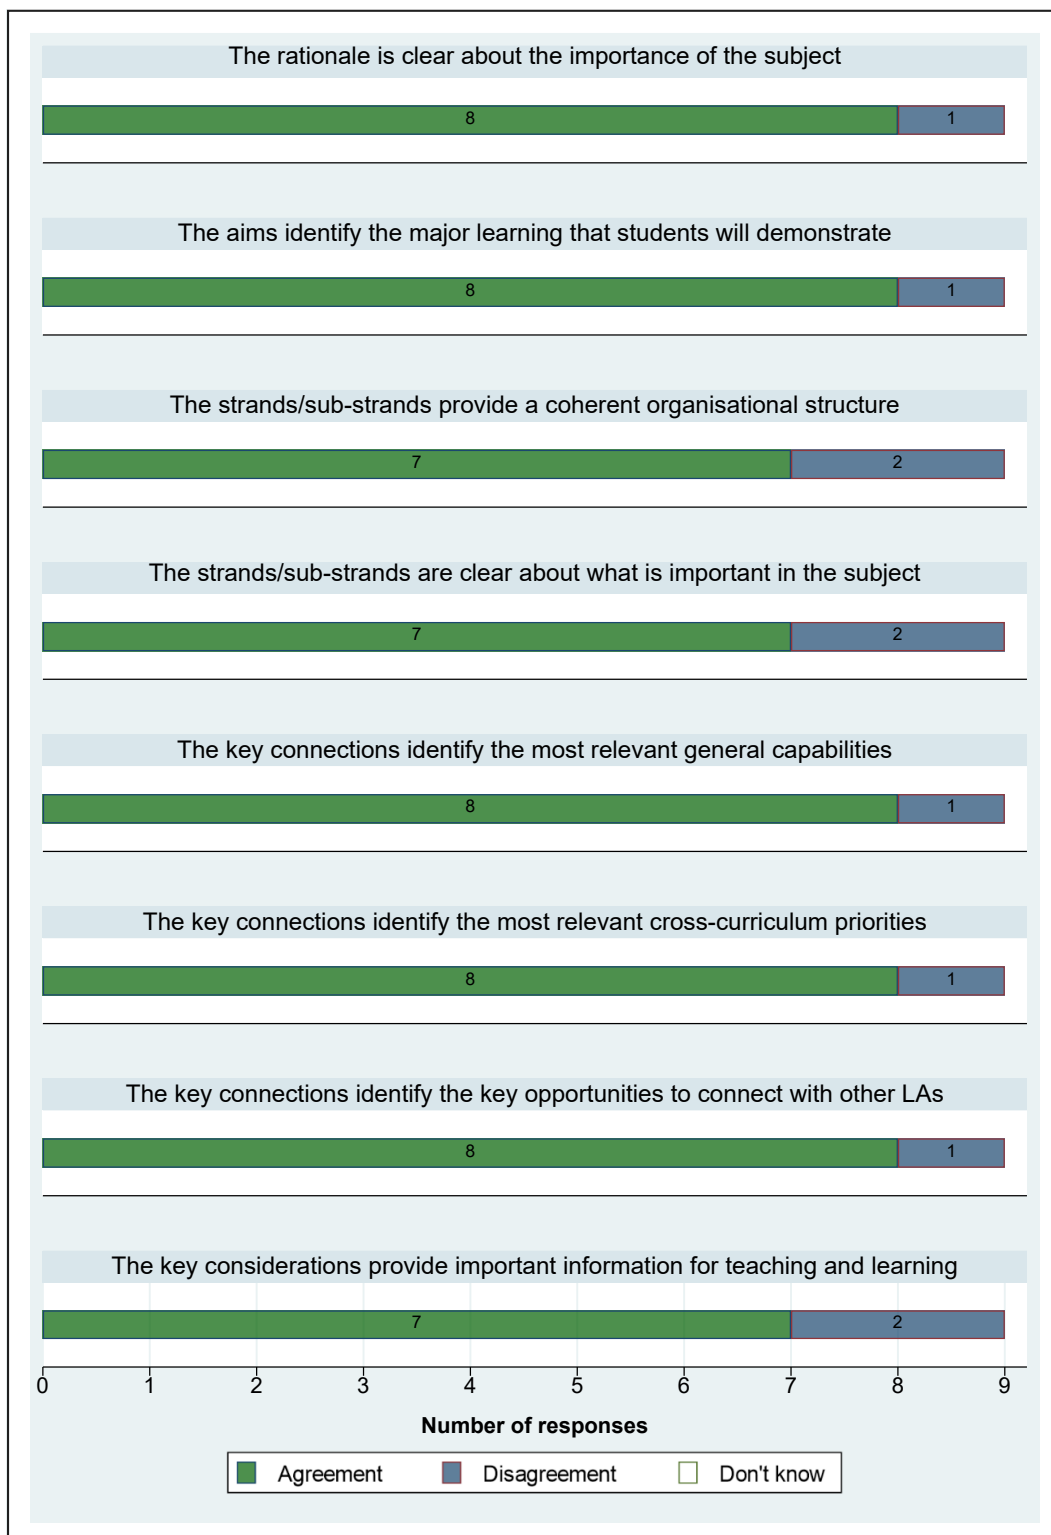 The rationale is clear about the importance of the subject
8 1
The aims identify the major learning that students will demonstrate
8 1
The strands/sub-strands provide a coherent organisational structure
7 2
The strands/sub-strands are clear about what is important in the subject
7 2
The key connections identify the most relevant general capabilities
8 1
The key connections identify the most relevant cross-curriculum priorities
8 1
The key connections identify the key opportunities to connect with other LAs
8 1
The key considerations provide important information for teaching and learning
7 2
0 1 2 3 4 5 6 7 8 9
Number of responses
Agreement Disagreement Don't know